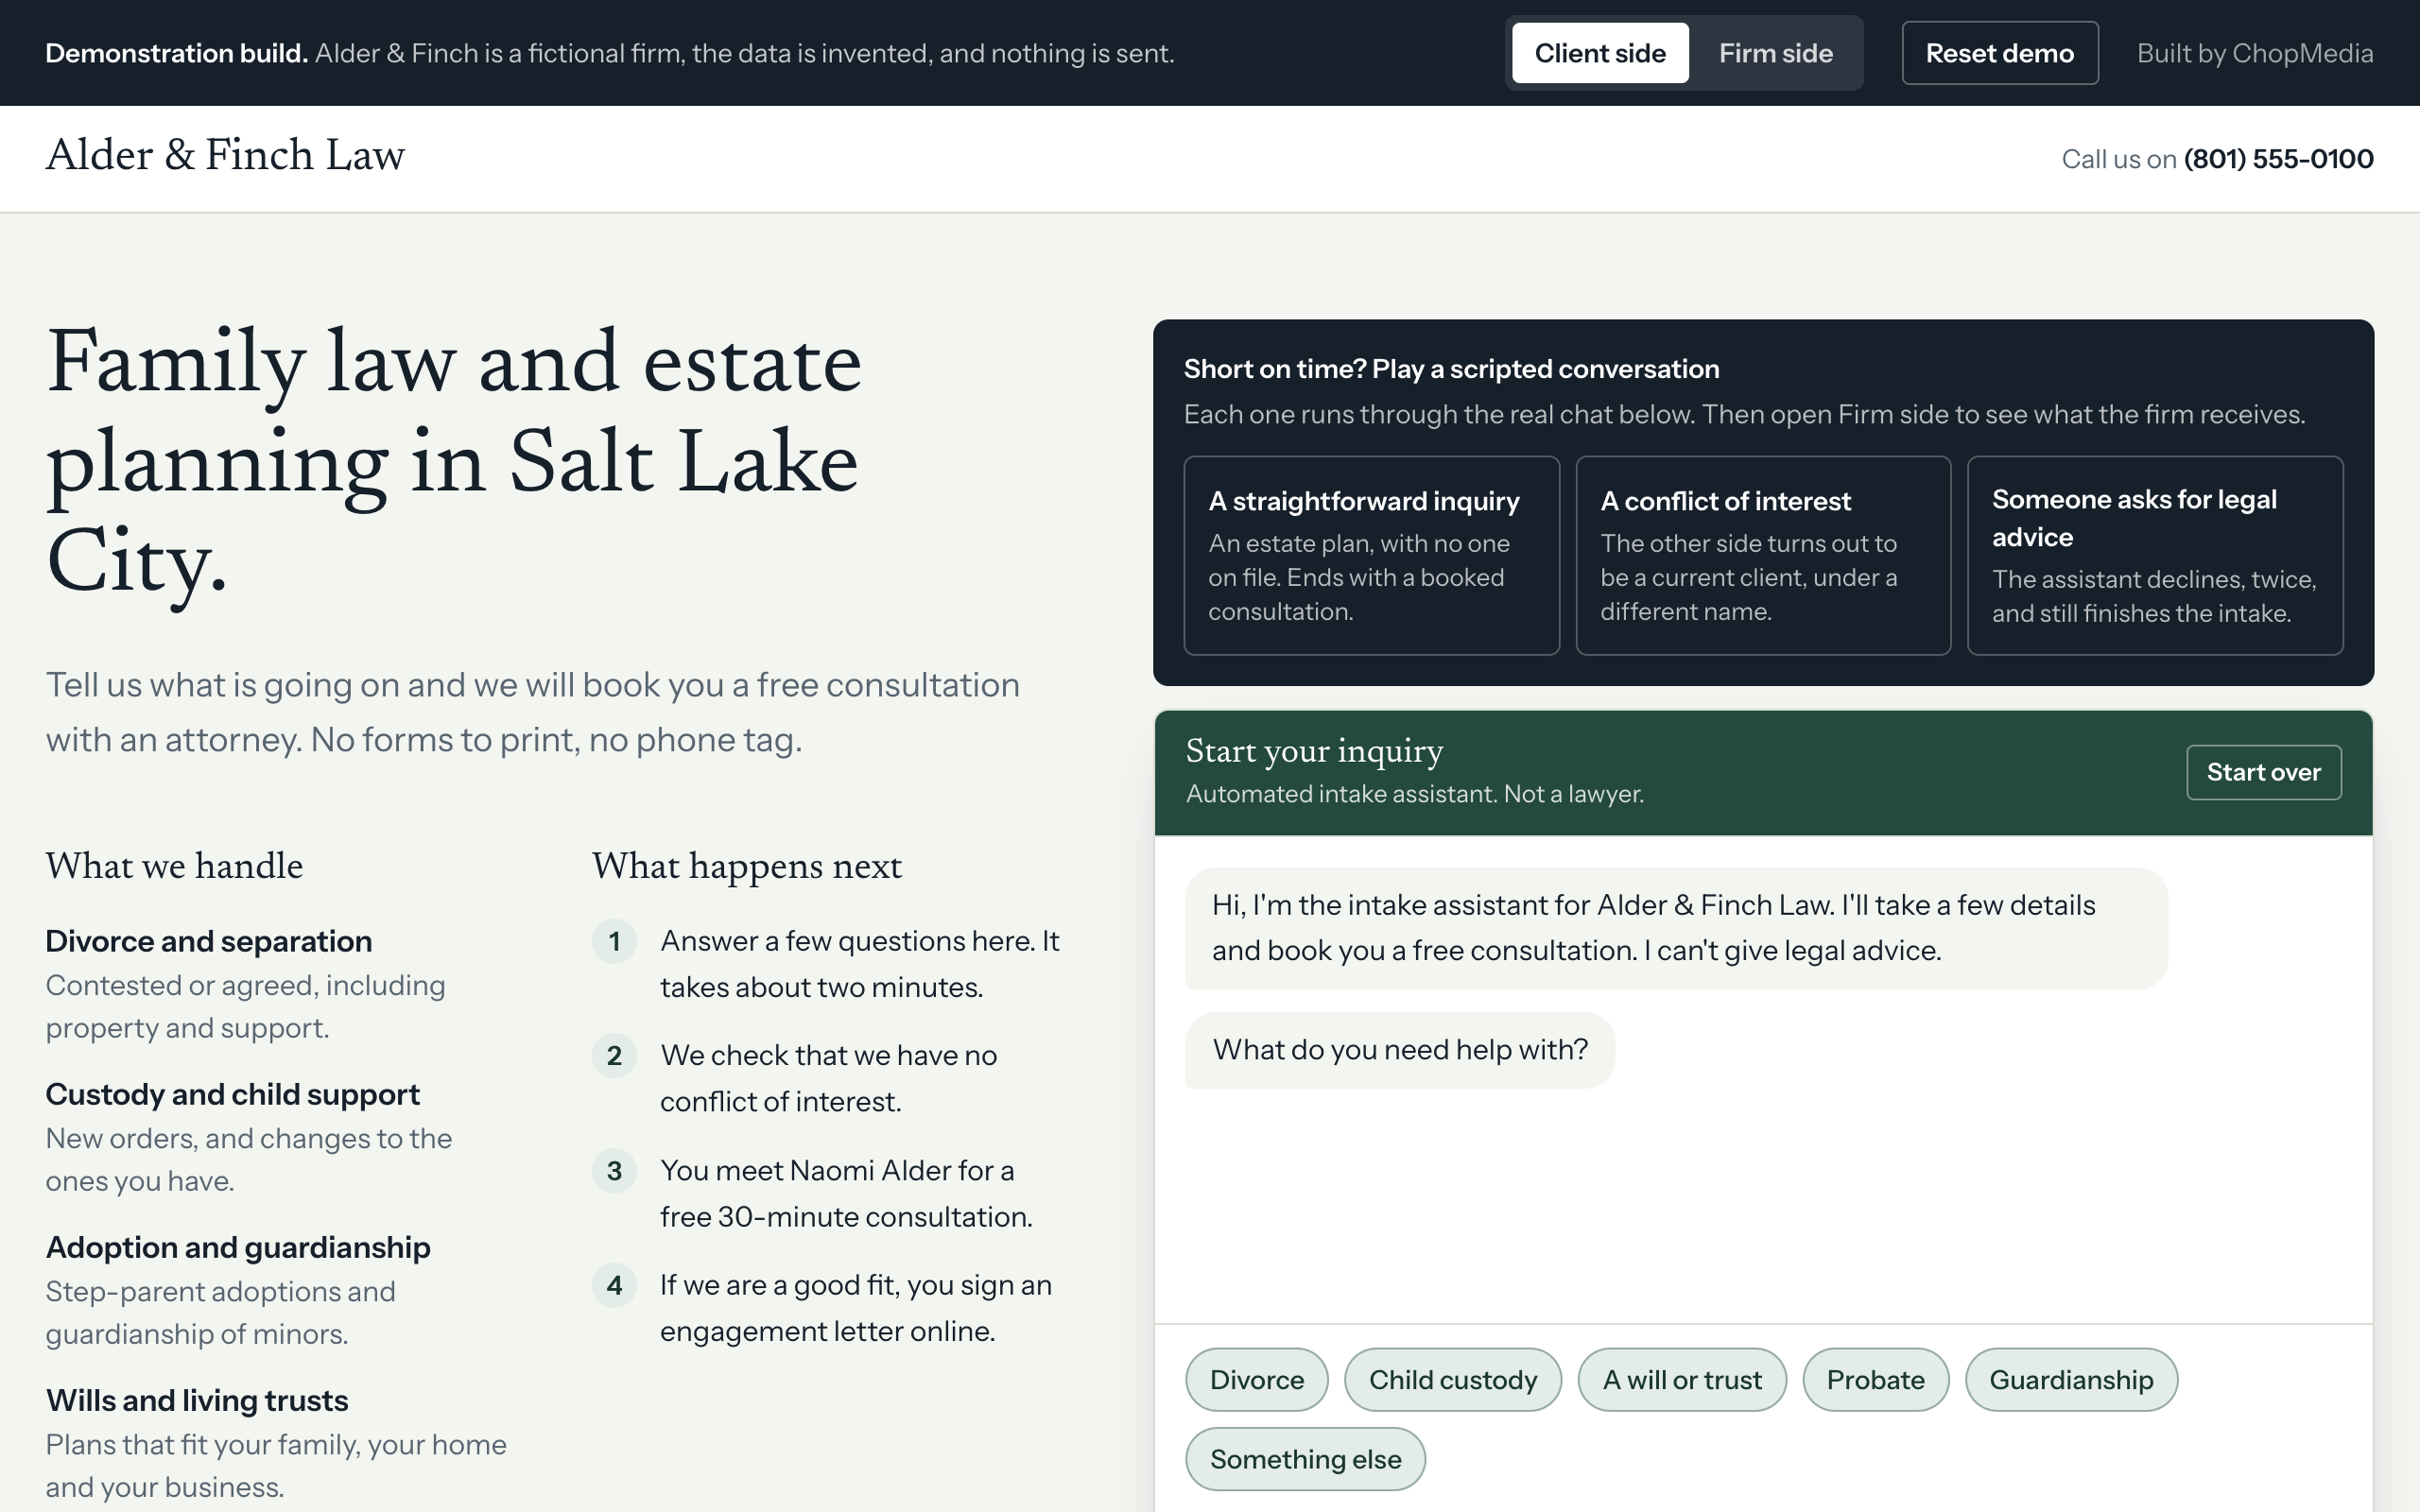 Demonstration build. Alder & Finch is a fictional firm, the data is invented, and nothing is sent.
Client side
Firm side
Reset demo
Built by ChopMedia
Alder & Finch Law
Call us on (801) 555-0100
Family law and estate
planning in Salt Lake
City.
Tell us what is going on and we will book you a free consultation
with an attorney. No forms to print, no phone tag.
What we handle
Divorce and separation
Contested or agreed, including
property and support.
Custody and child support
New orders, and changes to the
ones you have.
Adoption and guardianship
Step-parent adoptions and
guardianship of minors.
Wills and living trusts
Plans that fit your family, your home
and your business.
What happens next
1 Answer a few questions here. It
takes about two minutes.
2 We check that we have no
conflict of interest.
3 You meet Naomi Alder for a
free 30-minute consultation.
4 If we are a good fit, you sign an
engagement letter online.
Short on time? Play a scripted conversation
Each one runs through the real chat below. Then open Firm side to see what the firm receives.
A straightforward inquiry
An estate plan, with no one
on file. Ends with a booked
consultation.
A conflict of interest
The other side turns out to
be a current client, under a
different name.
Someone asks for legal
advice
The assistant declines, twice,
and still finishes the intake.
Start your inquiry
Automated intake assistant. Not a lawyer.
Start over
Hi, I'm the intake assistant for Alder & Finch Law. I'll take a few details
and book you a free consultation. I can't give legal advice.
What do you need help with?
Divorce
Child custody
A will or trust
Probate
Guardianship
Something else